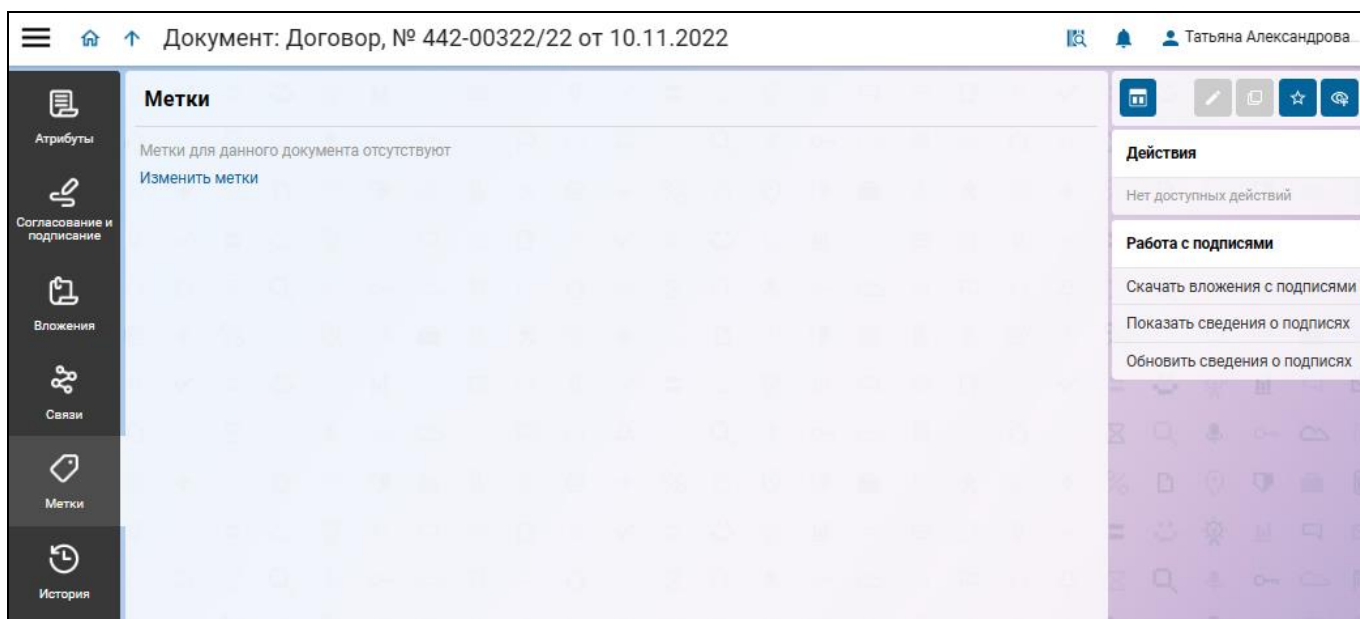 Документ: Договор, № 442-00322/22 от 10.11.2022
Татьяна Александрова
Атрибуты
Согласование и
подписание
Вложения
Связи
Метки
История
Метки
Метки для данного документа отсутствуют
Изменить метки
Действия
Нет доступных действий
Работа с подписями
Скачать вложения с подписями
Показать сведения о подписях
Обновить сведения о подписях